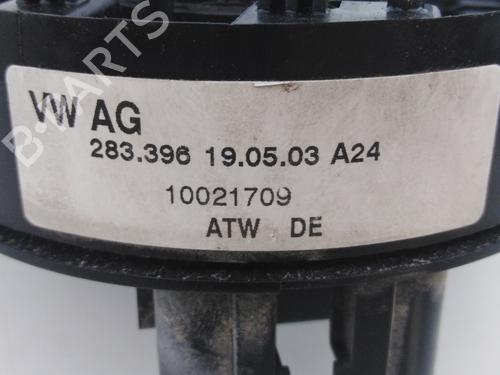 VW AG
283.396 19.05.03 A24
10021709
ATW DE
B-PARTS